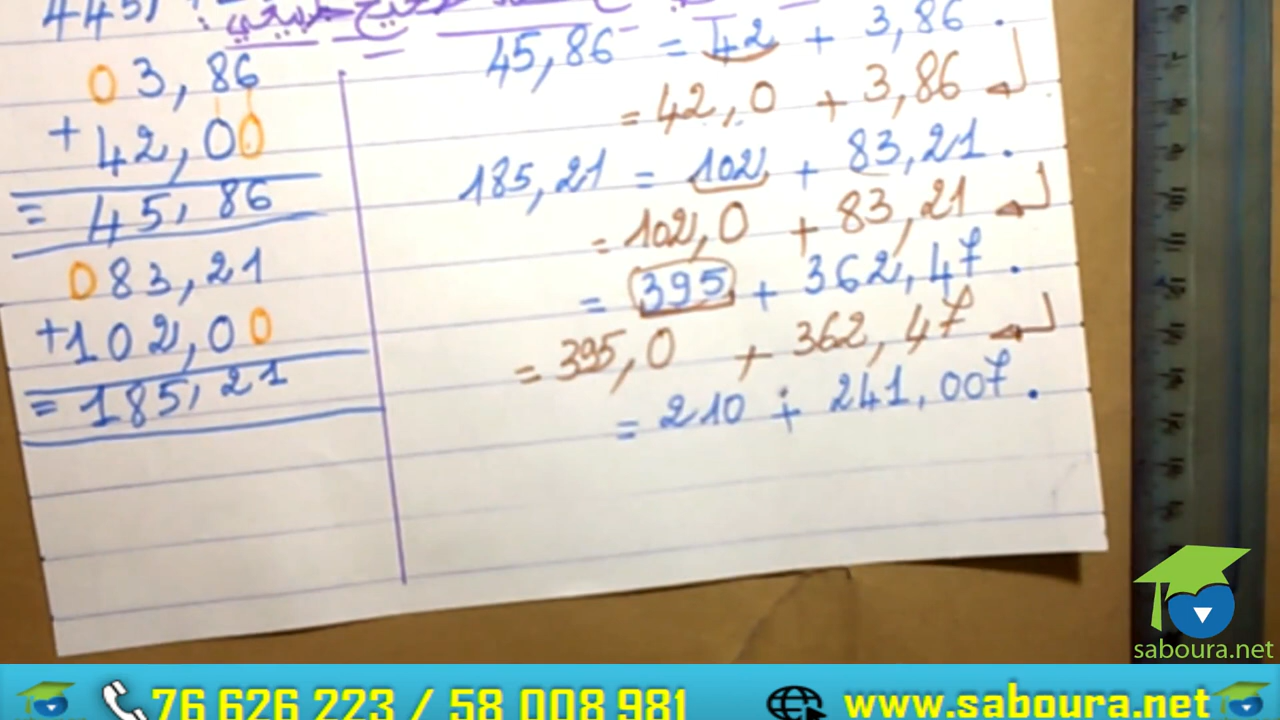 45,86 = 42 + 3,86 .
= 42,0 + 3,86
185,21 = 102 + 83,21 .
= 102,0 + 83,21
= 395 + 362,47 .
= 395,0 + 362,47
= 210 + 241,007 .
445,
03,86
+ 42,00
= 45,86
083,21
+102,00
= 185,21
saboura.net
76 626 223 / 58 008 981
www.saboura.net